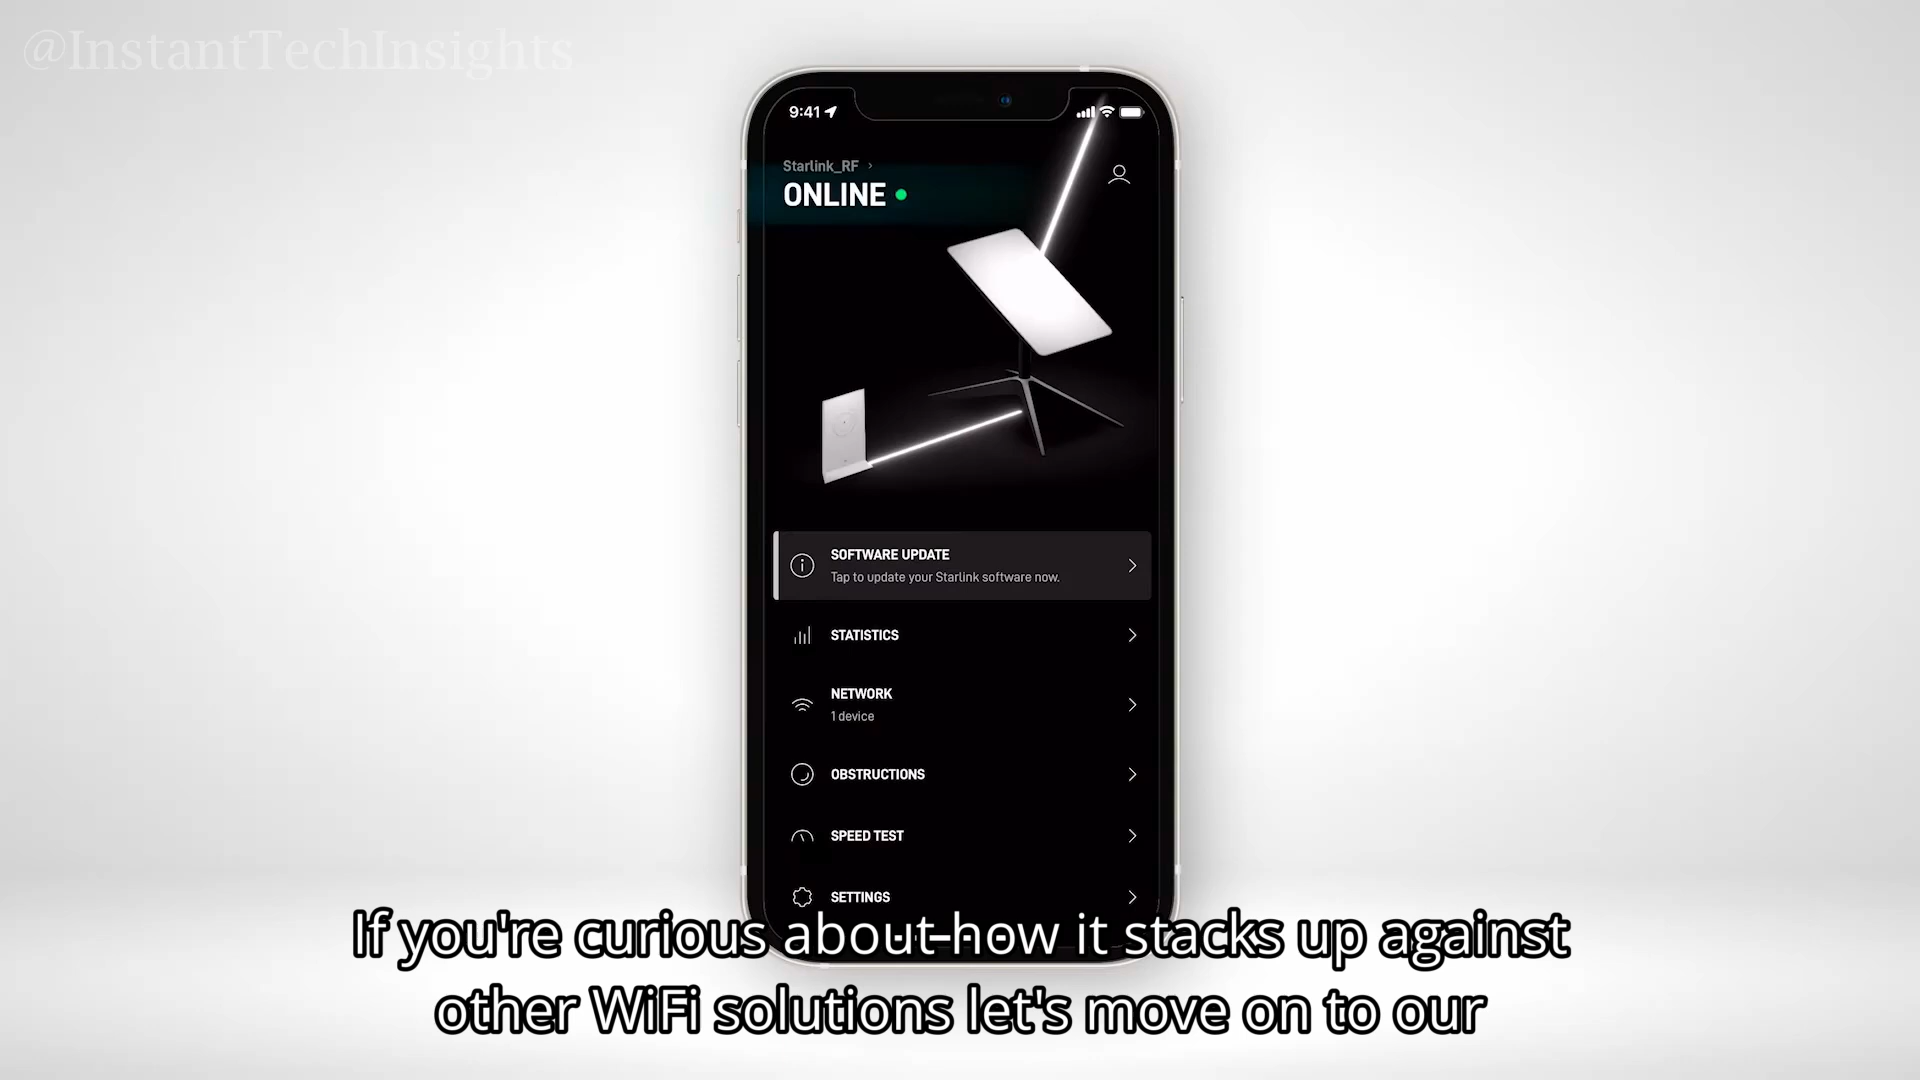 @InstantTechInsights
9:41
Starlink_RF
ONLINE
SOFTWARE UPDATE
Tap to update your Starlink software now.
STATISTICS
NETWORK
1 device
OBSTRUCTIONS
SPEED TEST
SETTINGS
If you're curious about how it stacks up against
other WiFi solutions let's move on to our